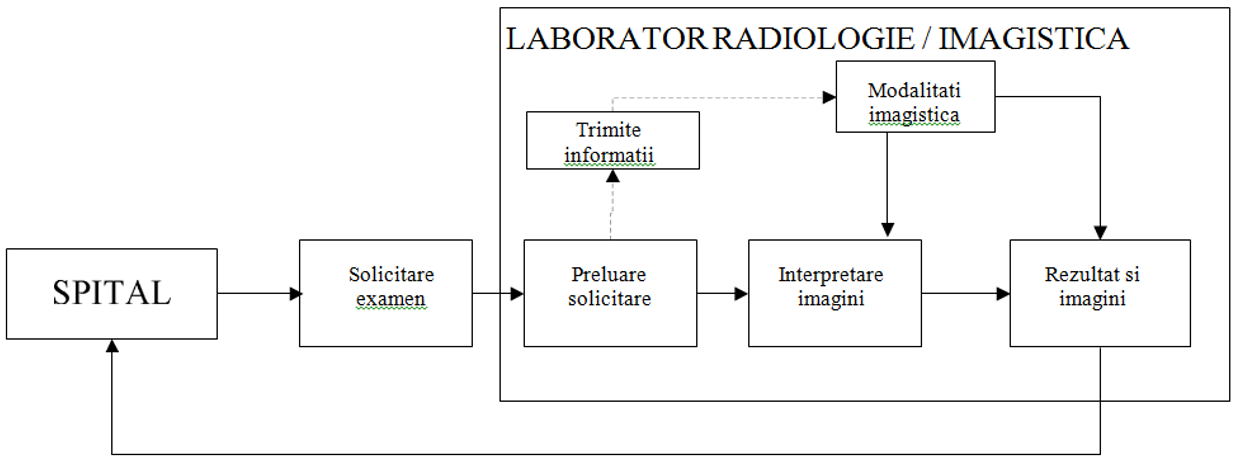 LABORATOR RADIOLOGIE / IMAGISTICA
Modalitati
imagistica
Trimite
informatii
SPITAL
Solicitare
examen
Preluare
solicitare
Interpretare
imagini
Rezultat si
imagini